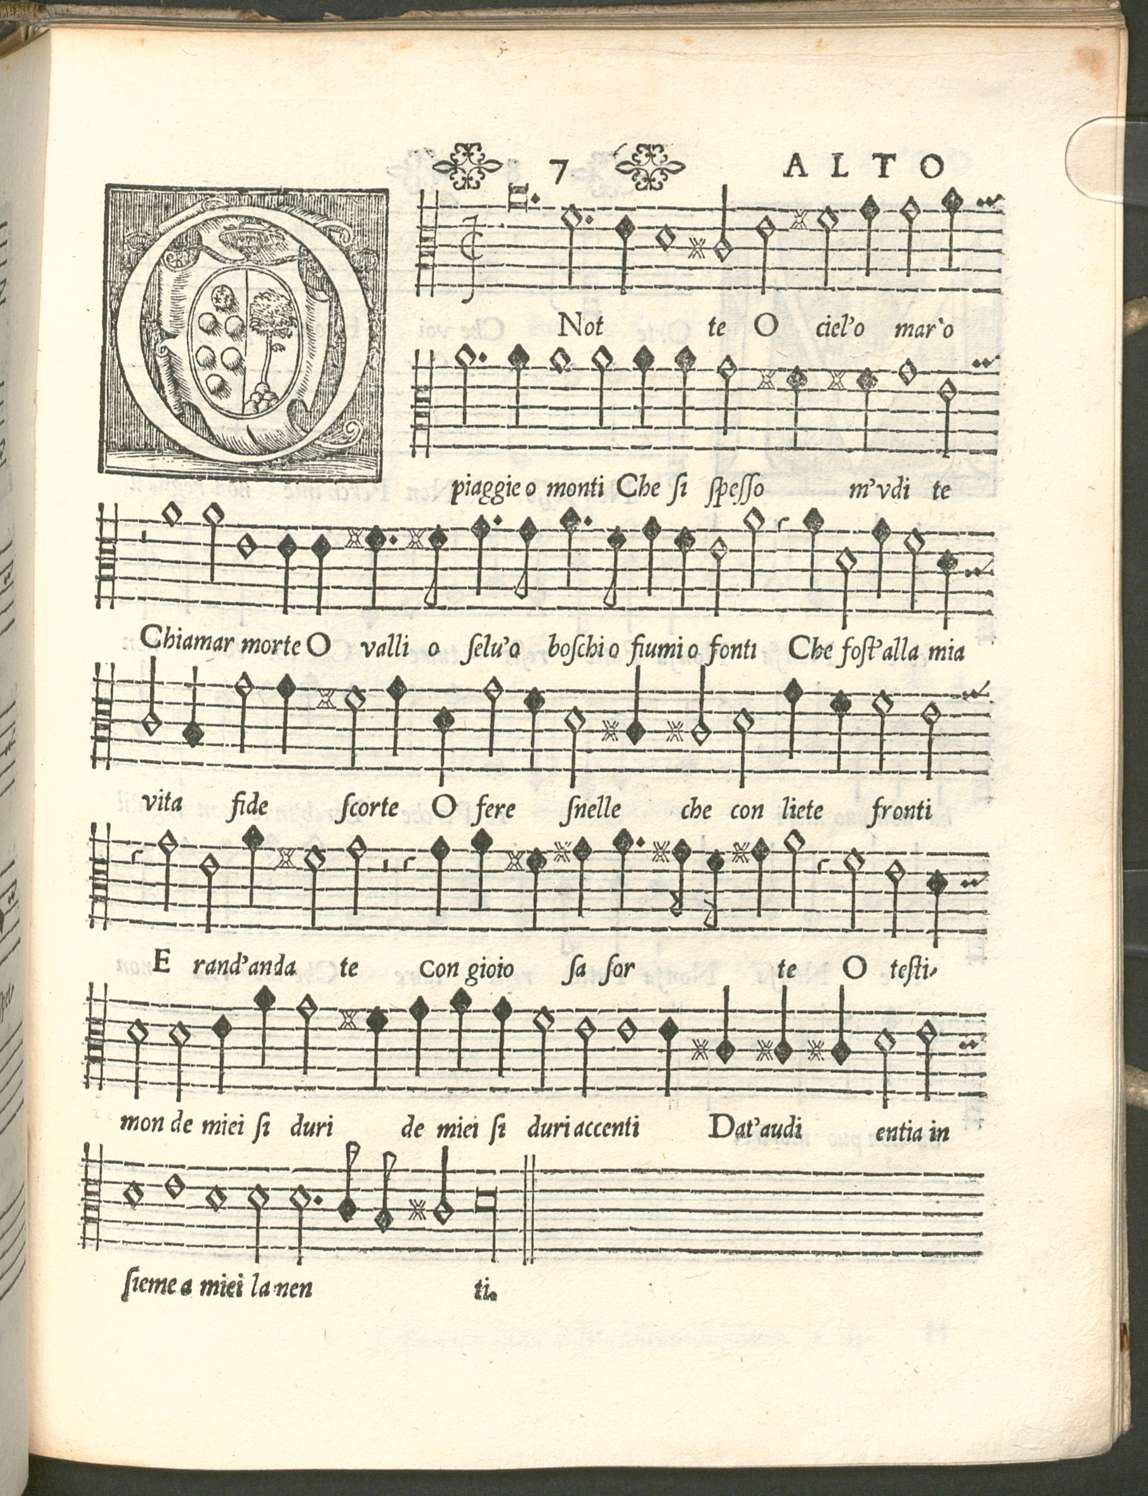 7 ALTO
O Not te O ciel'o mar'o
piaggie o monti Che ſi ſpeſſo m'vdi te
Chiamar morte O valli o ſelu'o boſchi o fiumi o fonti Che foſt'alla mia
vita fide ſcorte O fere ſnelle che con liete fronti
E rand'anda te Con gioio ſa ſor te O teſti-
mon de miei ſi duri de miei ſi duri accenti Dat'audi entia in
ſieme a miei la nen ti.